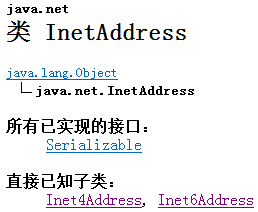 java.net
类 InetAddress
java.lang.Object
java.net.InetAddress
所有已实现的接口：
Serializable
直接已知子类：
Inet4Address, Inet6Address